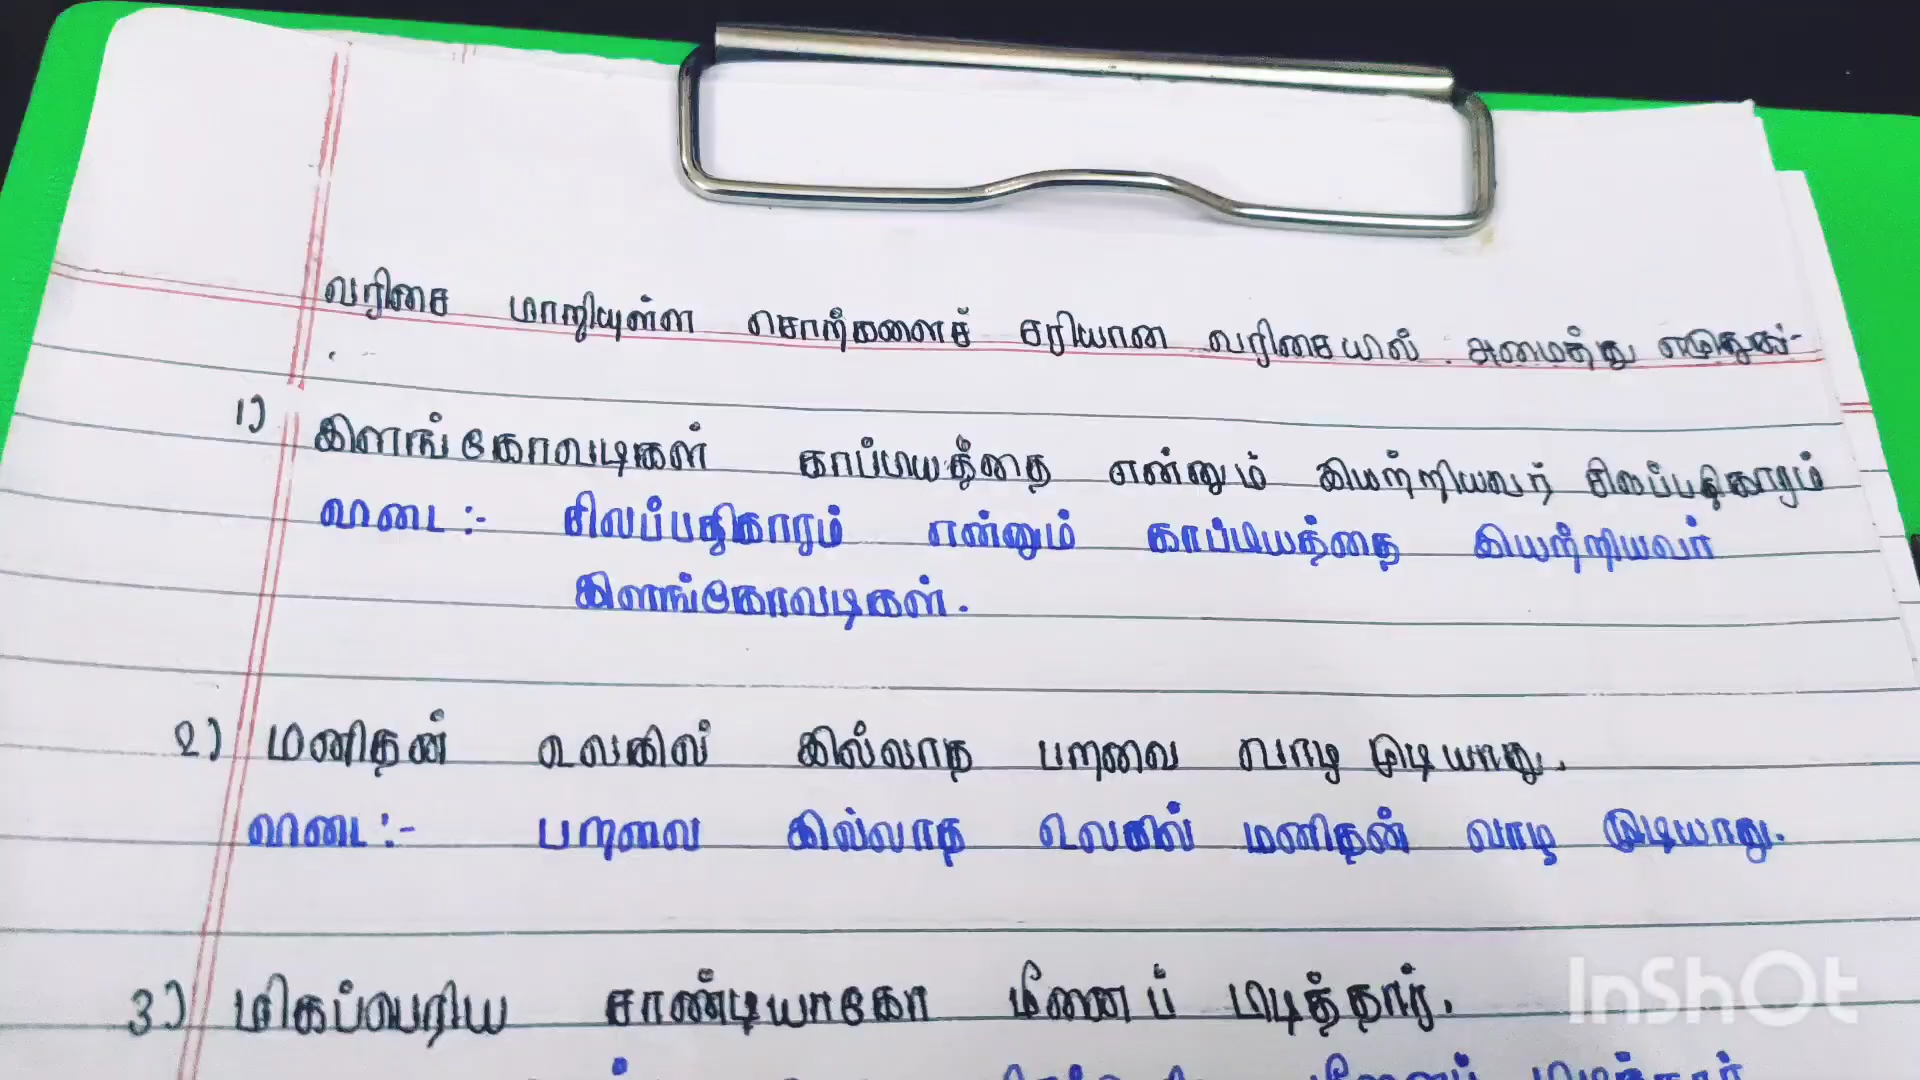 வரிசை மாறியுள்ள சொற்களைச் சரியான வரிசையில் அமைத்து எழுதுக:-
1) இளங்கோவடிகள் காப்பியத்தை என்னும் இயற்றியவர் சிலப்பதிகாரம்
விடை :- சிலப்பதிகாரம் என்னும் காப்பியத்தை இயற்றியவர்
இளங்கோவடிகள்.
2) மனிதன் உலகில் இல்லாத பறவை வாழ முடியாது.
விடை :- பறவை இல்லாத உலகில் மனிதன் வாழ முடியாது.
3) மிகப்பெரிய சாண்டியாகோ மீனைப் பிடித்தார்.
மீனைப் பிடித்தார்
InShOt